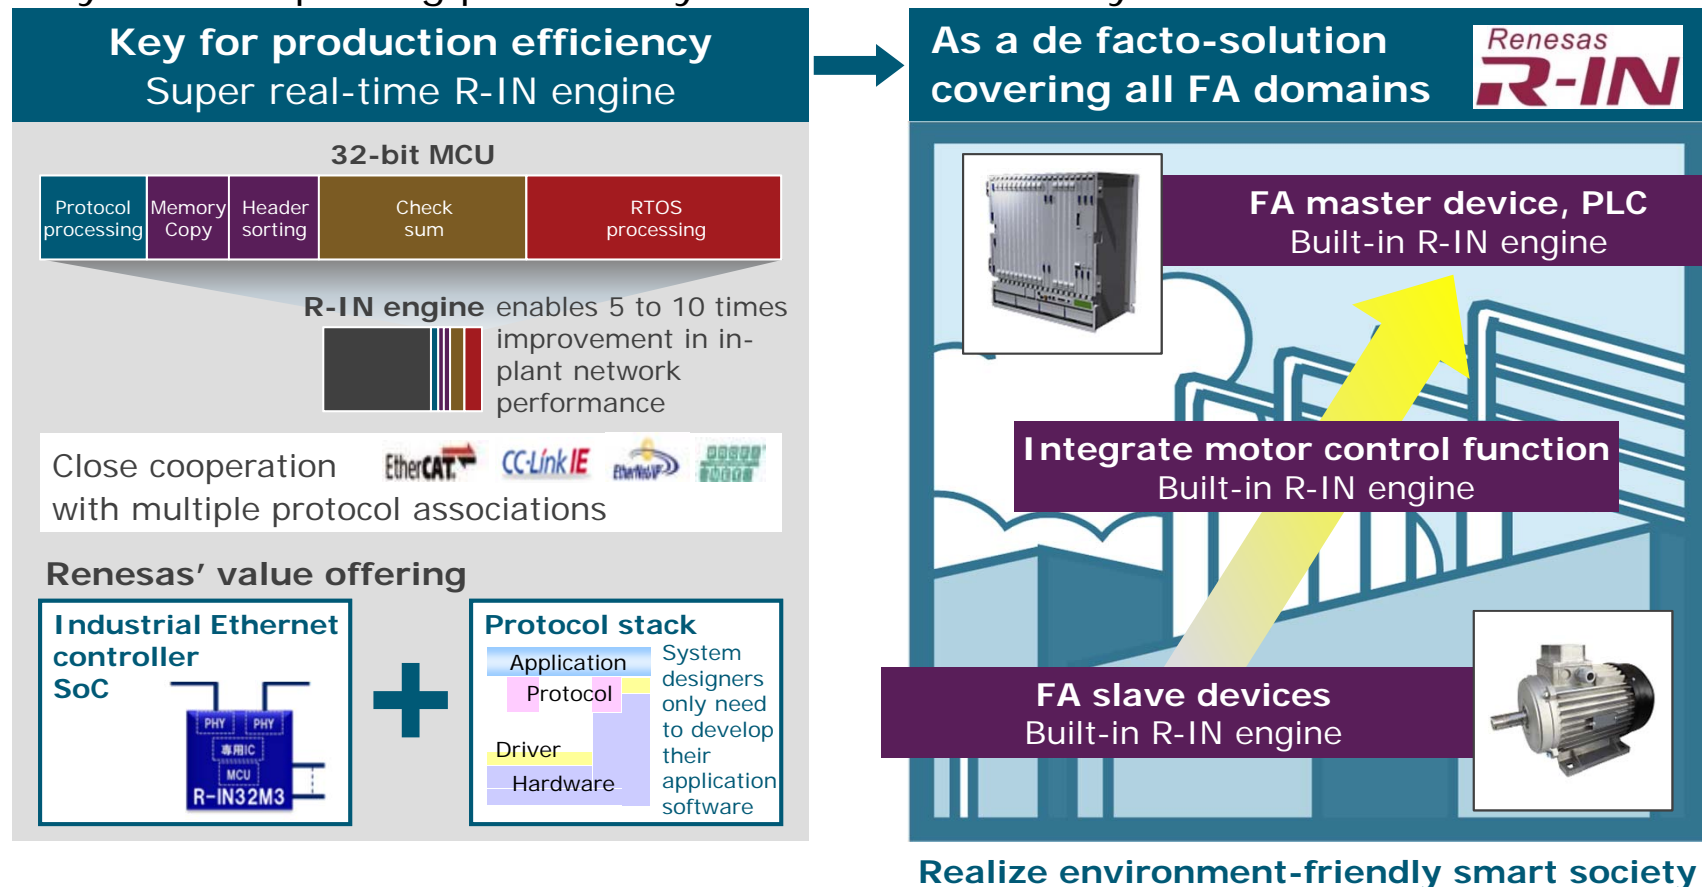 Key for production efficiency
Super real-time R-IN engine
32-bit MCU
Protocol processing
Memory Copy
Header sorting
Check sum
RTOS processing
R-IN engine enables 5 to 10 times
improvement in in-
plant network
performance
Close cooperation
EtherCAT
CC-Link IE
EtherNet/IP
with multiple protocol associations
Renesas' value offering
Industrial Ethernet
controller
SoC
PHY PHY
専用IC
MCU
R-IN32M3
Protocol stack
Application
Protocol
Driver
Hardware
System
designers
only need
to develop
their
application
software
As a de facto-solution
covering all FA domains
Renesas
R-IN
FA master device, PLC
Built-in R-IN engine
Integrate motor control function
Built-in R-IN engine
FA slave devices
Built-in R-IN engine
Realize environment-friendly smart society